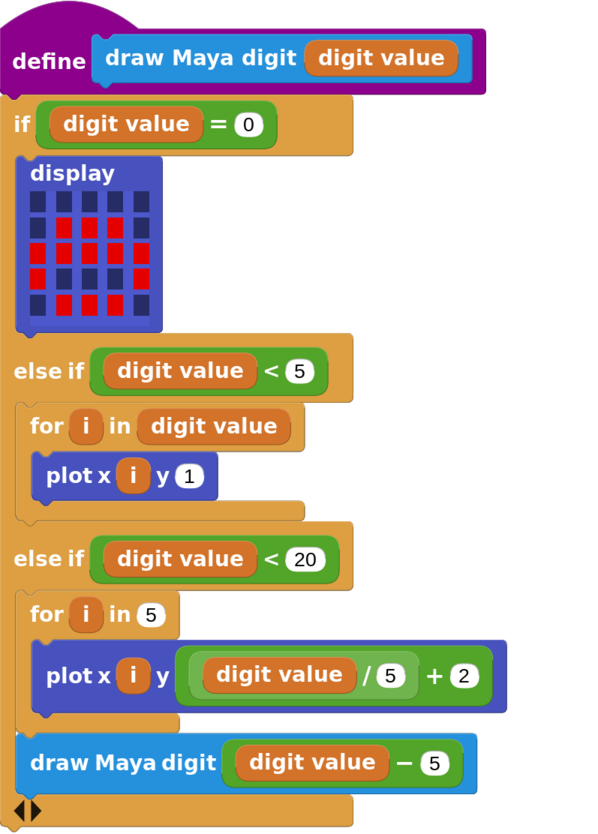 define draw Maya digit digit value
if digit value = 0
display
else if digit value < 5
for i in digit value
plot x i y 1
else if digit value < 20
for i in 5
plot x i y digit value / 5 + 2
draw Maya digit digit value − 5